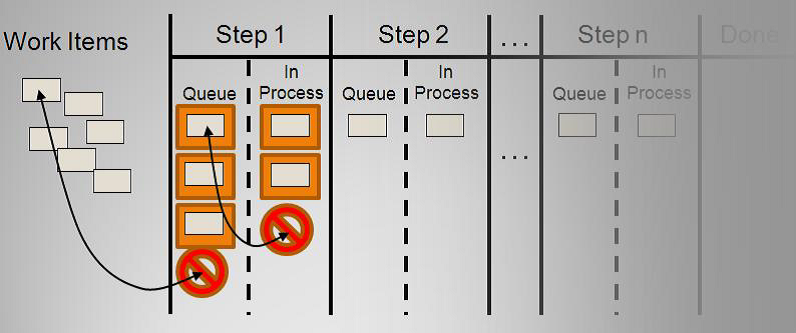 Work Items
Step 1
Step 2
...
Step n
Done
Queue
In
Process
Queue
In
Process
Queue
In
Process
...